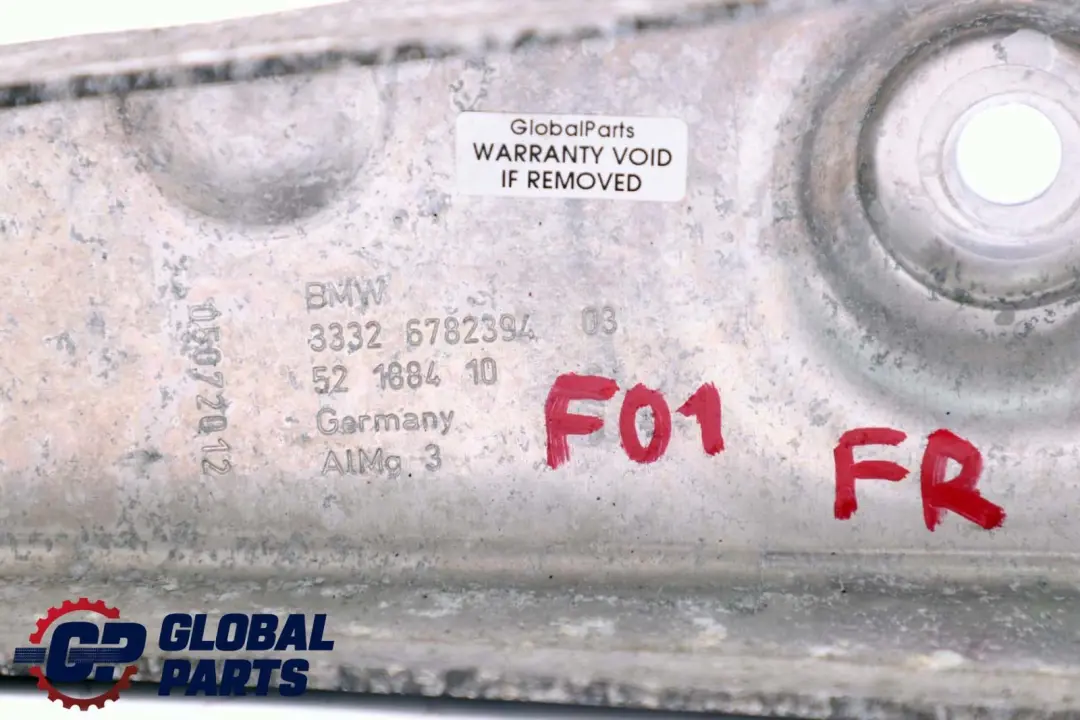 GlobalParts
WARRANTY VOID
IF REMOVED
BMW
3332 6782394 03
52 1884 10
Germany
AlMg 3
05072012
F01
FR
GP
GLOBAL
PARTS